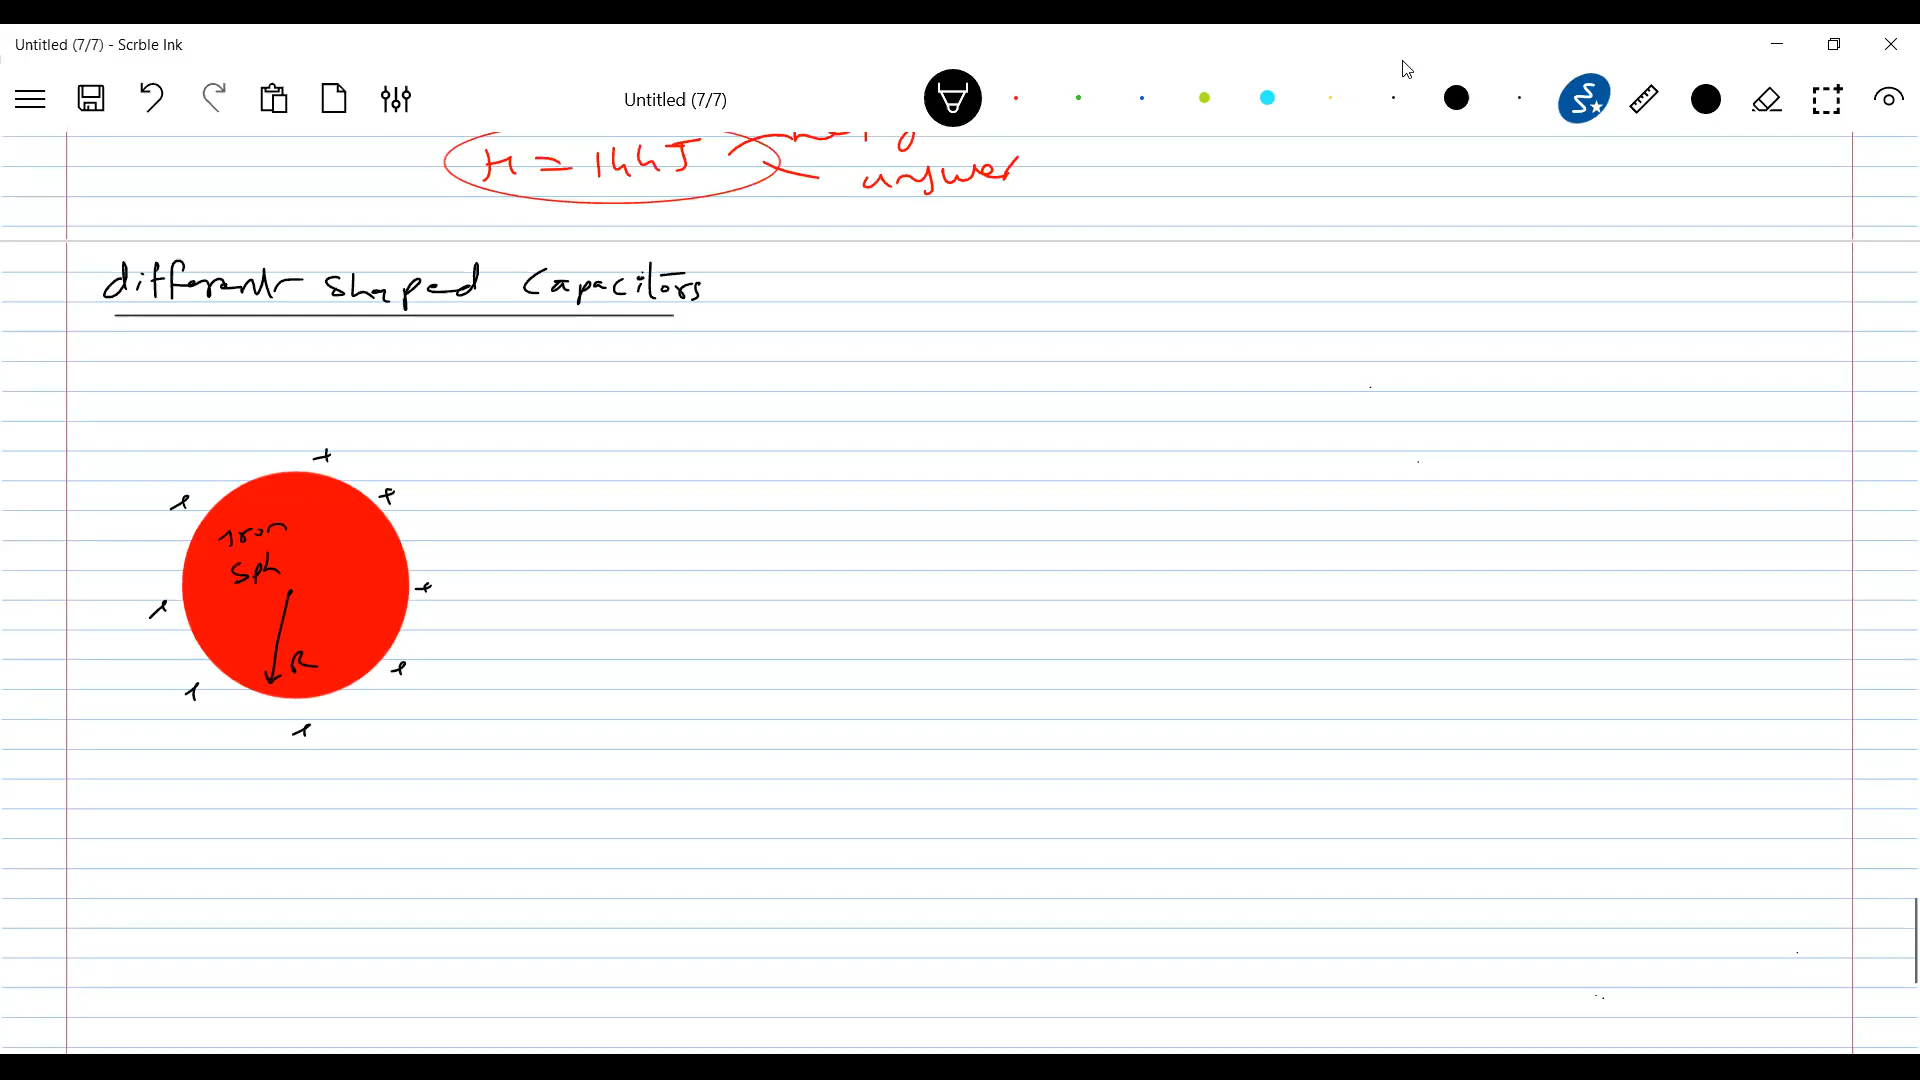 Untitled (7/7) - Scrble Ink
Untitled (7/7)
H = 144J
answer
different shaped Capacitors
+
+
+
Iron
Sph
+
+
R
+
+
+
+